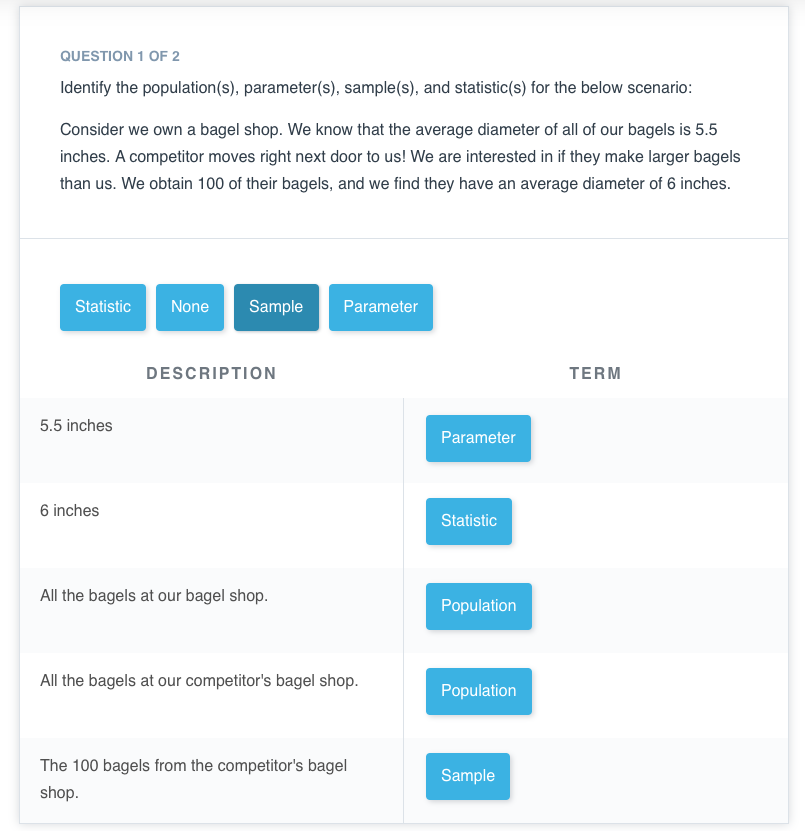 QUESTION 1 OF 2
Identify the population(s), parameter(s), sample(s), and statistic(s) for the below scenario:
Consider we own a bagel shop. We know that the average diameter of all of our bagels is 5.5
inches. A competitor moves right next door to us! We are interested in if they make larger bagels
than us. We obtain 100 of their bagels, and we find they have an average diameter of 6 inches.
Statistic None Sample Parameter
DESCRIPTION TERM
5.5 inches Parameter
6 inches Statistic
All the bagels at our bagel shop. Population
All the bagels at our competitor's bagel shop. Population
The 100 bagels from the competitor's bagel Sample
shop.